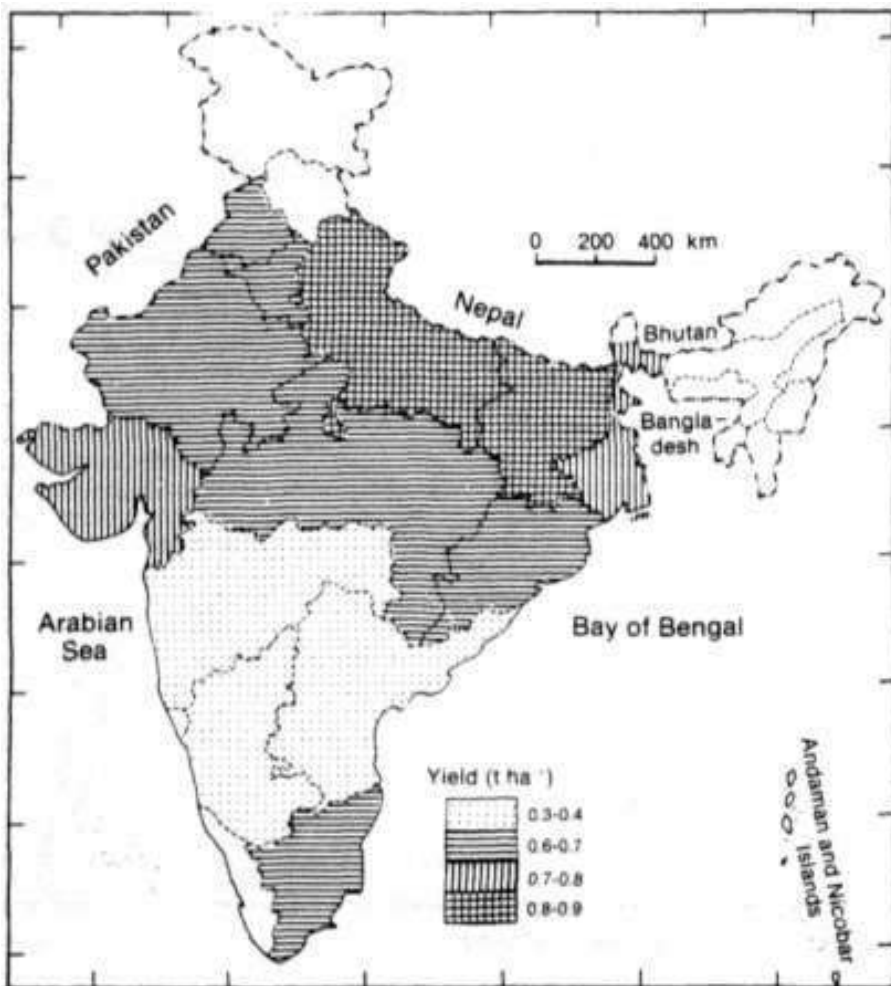 Pakistan
0 200 400 km
Nepal
Bhutan
Bangla-
desh
Arabian
Sea
Bay of Bengal
Yield (t ha⁻¹)
0.3-0.4
0.6-0.7
0.7-0.8
0.8-0.9
Andaman and Nicobar
Islands